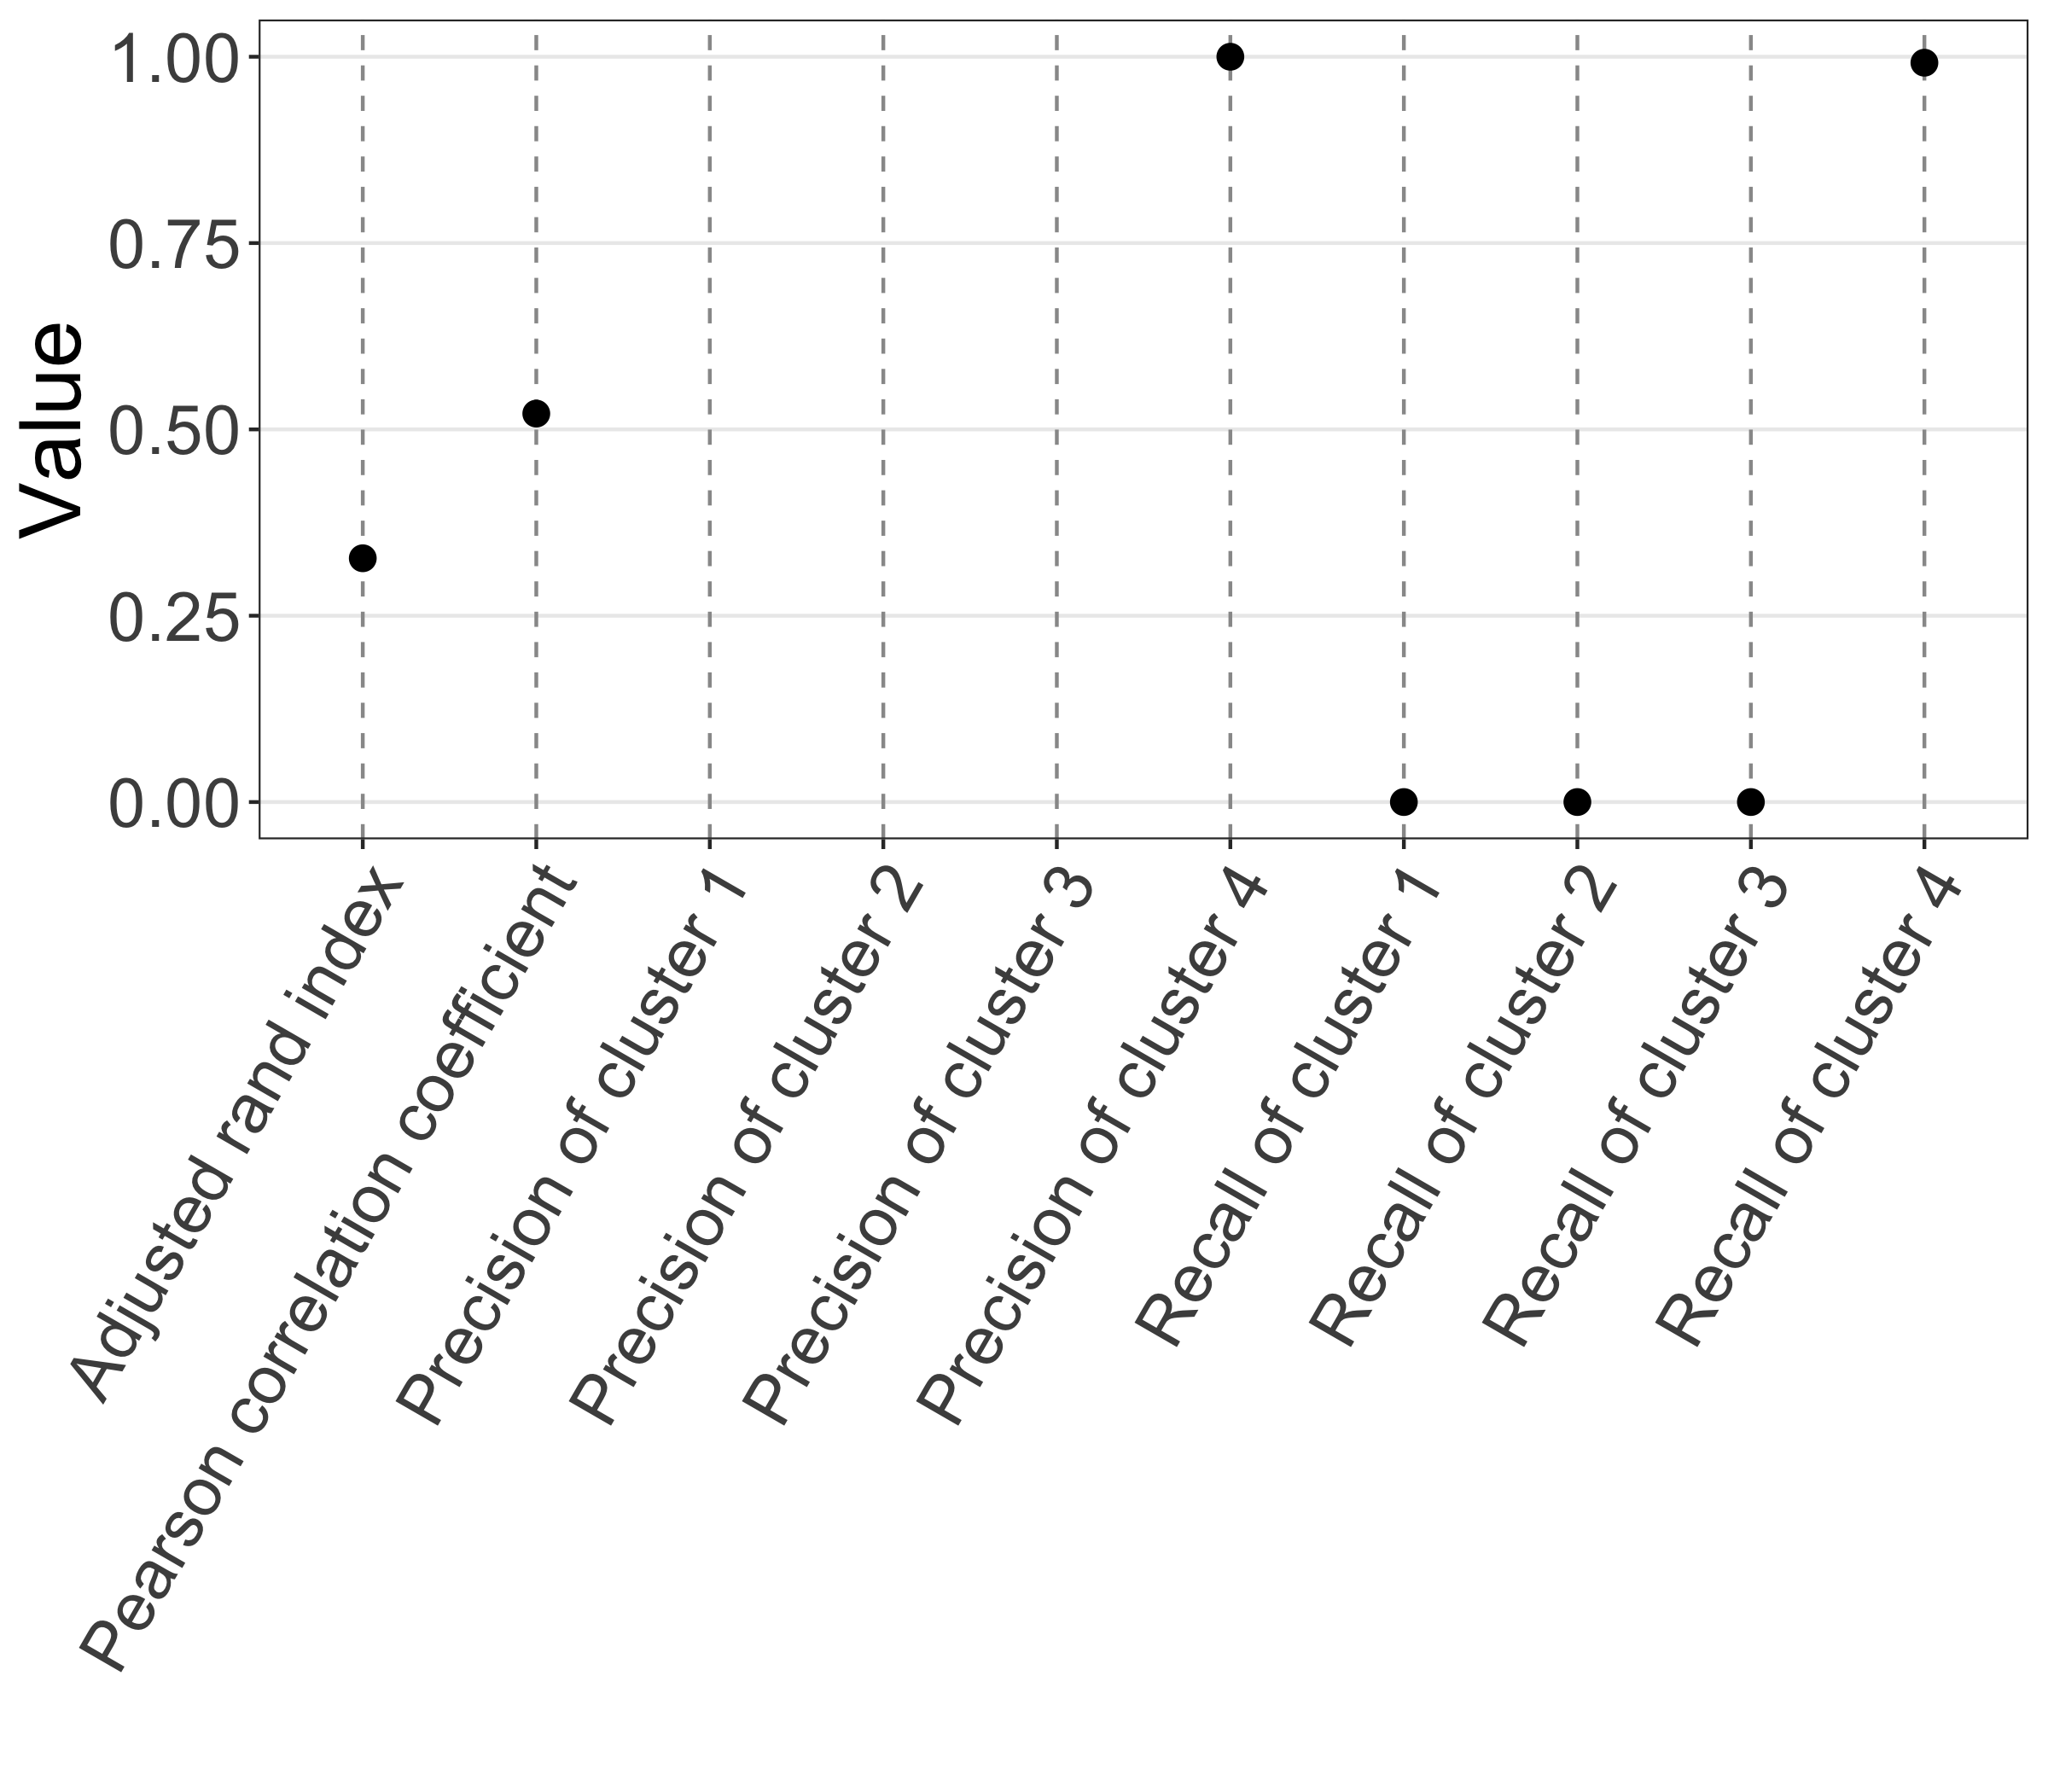 Value
1.00
0.75
0.50
0.25
0.00
Adjusted rand index
Pearson correlation coefficient
Precision of cluster 1
Precision of cluster 2
Precision of cluster 3
Precision of cluster 4
Recall of cluster 1
Recall of cluster 2
Recall of cluster 3
Recall of cluster 4